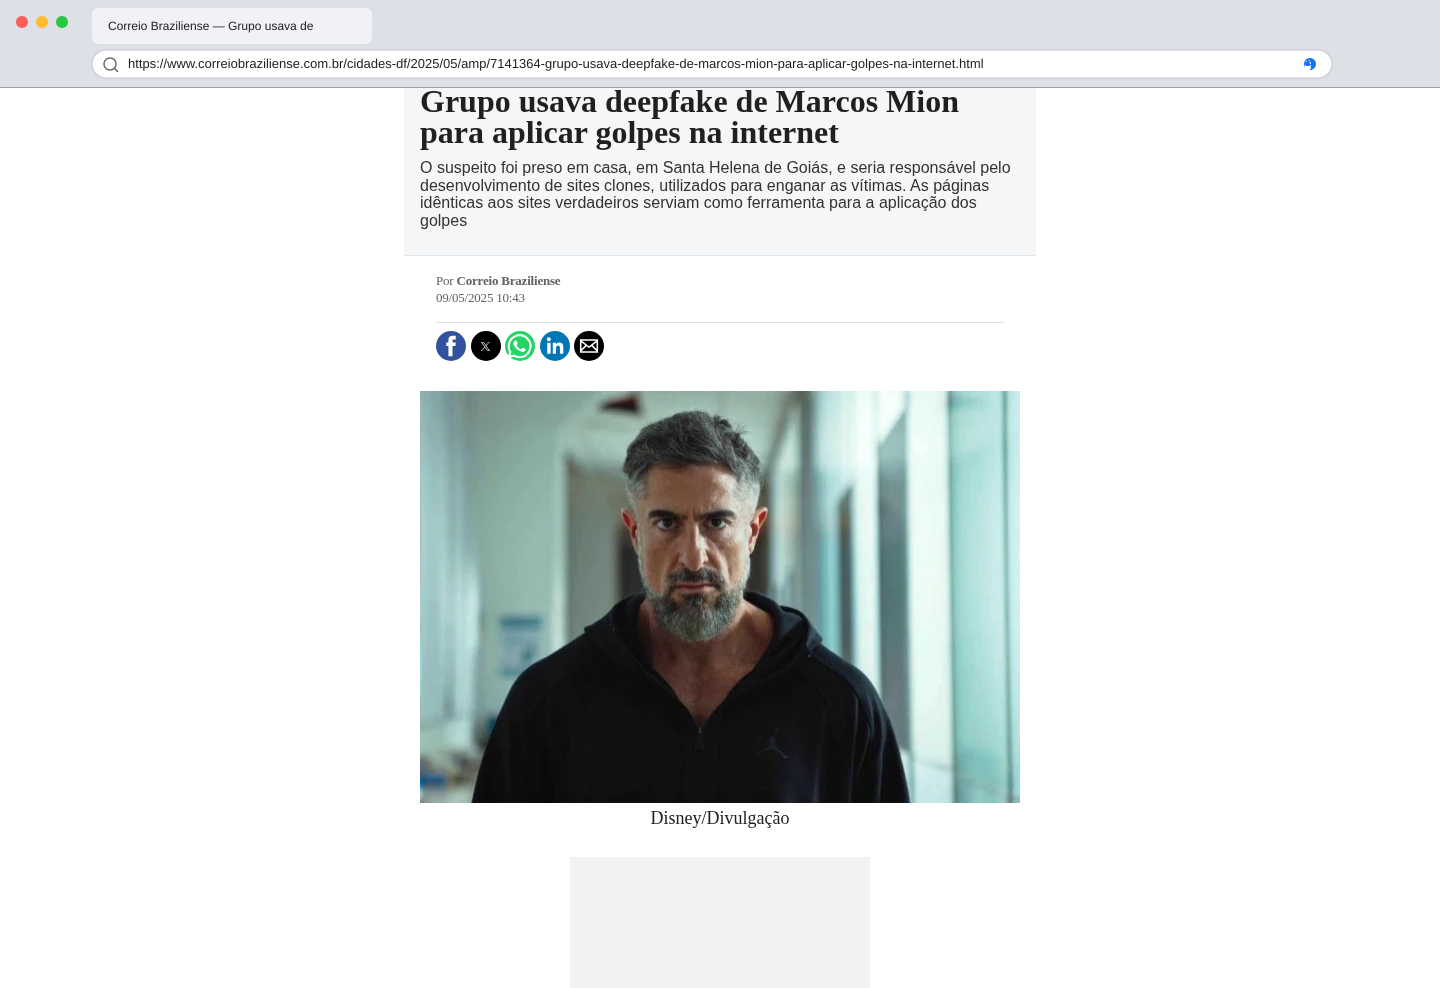 Correio Braziliense — Grupo usava de
https://www.correiobraziliense.com.br/cidades-df/2025/05/amp/7141364-grupo-usava-deepfake-de-marcos-mion-para-aplicar-golpes-na-internet.html
Grupo usava deepfake de Marcos Mion
para aplicar golpes na internet
O suspeito foi preso em casa, em Santa Helena de Goiás, e seria responsável pelo
desenvolvimento de sites clones, utilizados para enganar as vítimas. As páginas
idênticas aos sites verdadeiros serviam como ferramenta para a aplicação dos
golpes
Por Correio Braziliense
09/05/2025 10:43
Disney/Divulgação